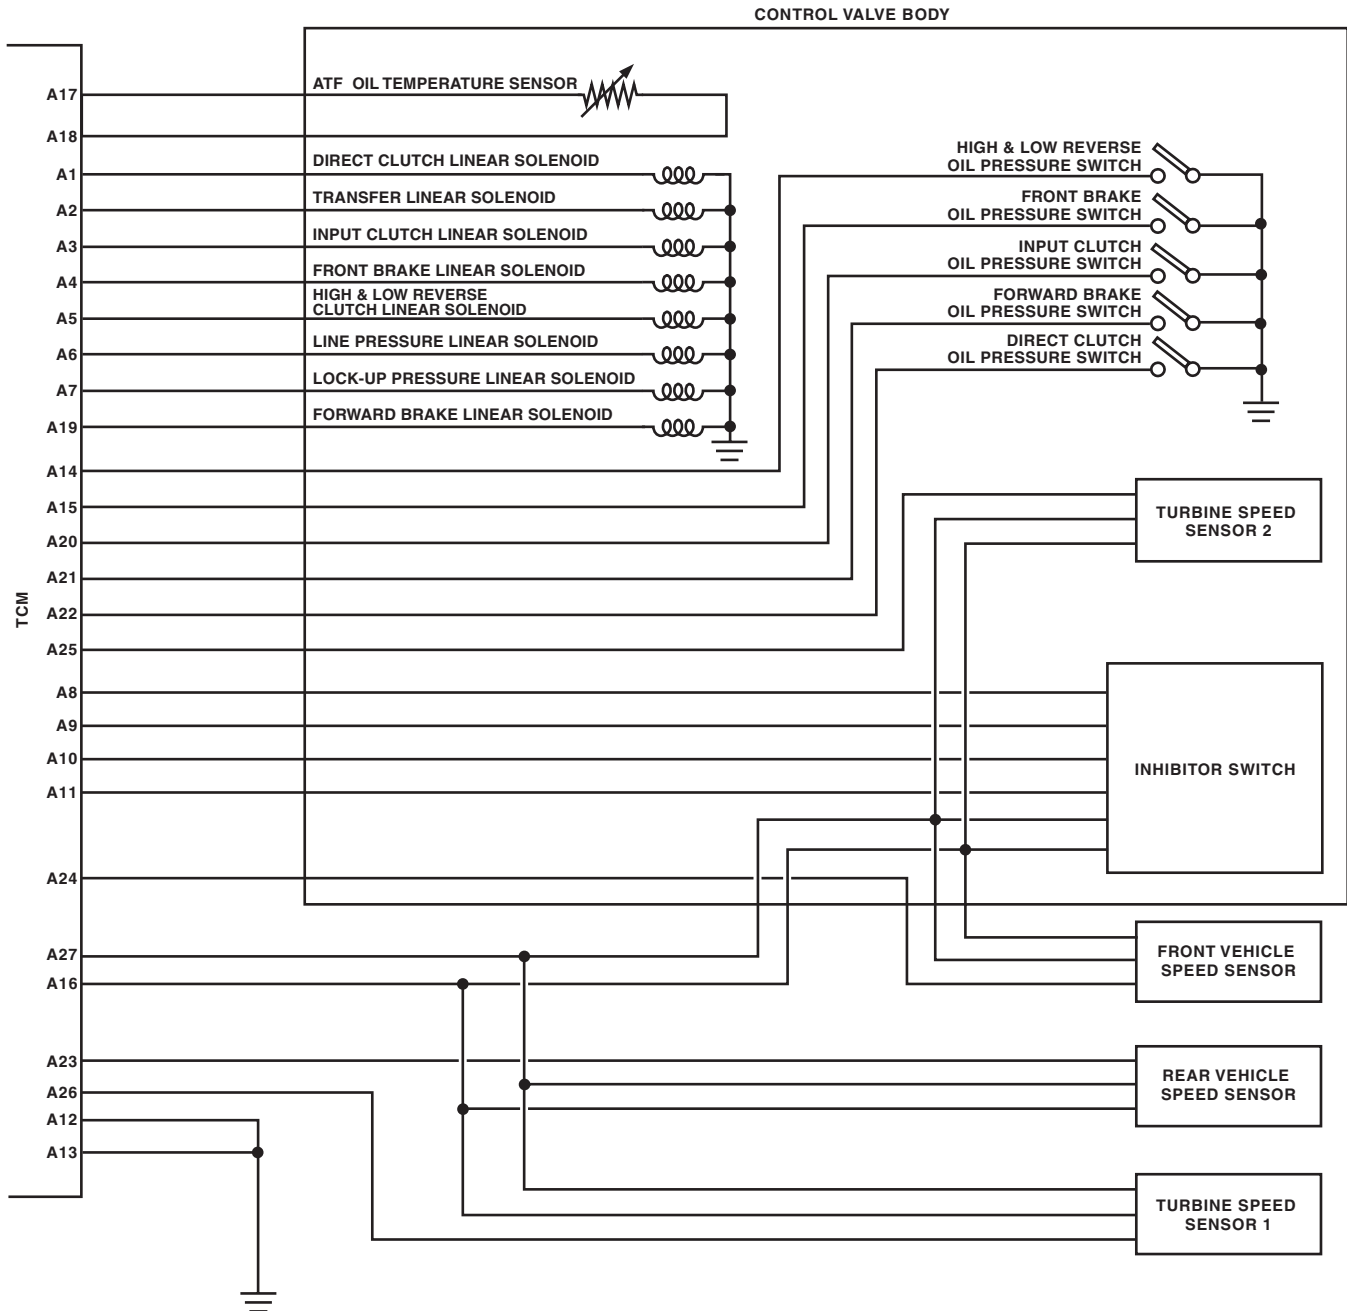 CONTROL VALVE BODY
A17
ATF OIL TEMPERATURE SENSOR
A18
A1
DIRECT CLUTCH LINEAR SOLENOID
A2
TRANSFER LINEAR SOLENOID
A3
INPUT CLUTCH LINEAR SOLENOID
A4
FRONT BRAKE LINEAR SOLENOID
A5
HIGH & LOW REVERSE
CLUTCH LINEAR SOLENOID
A6
LINE PRESSURE LINEAR SOLENOID
A7
LOCK-UP PRESSURE LINEAR SOLENOID
A19
FORWARD BRAKE LINEAR SOLENOID
HIGH & LOW REVERSE
OIL PRESSURE SWITCH
FRONT BRAKE
OIL PRESSURE SWITCH
INPUT CLUTCH
OIL PRESSURE SWITCH
FORWARD BRAKE
OIL PRESSURE SWITCH
DIRECT CLUTCH
OIL PRESSURE SWITCH
A14
A15
A20
A21
A22
A25
TCM
TURBINE SPEED
SENSOR 2
A8
A9
A10
A11
INHIBITOR SWITCH
A24
A27
A16
FRONT VEHICLE
SPEED SENSOR
A23
A26
A12
A13
REAR VEHICLE
SPEED SENSOR
TURBINE SPEED
SENSOR 1